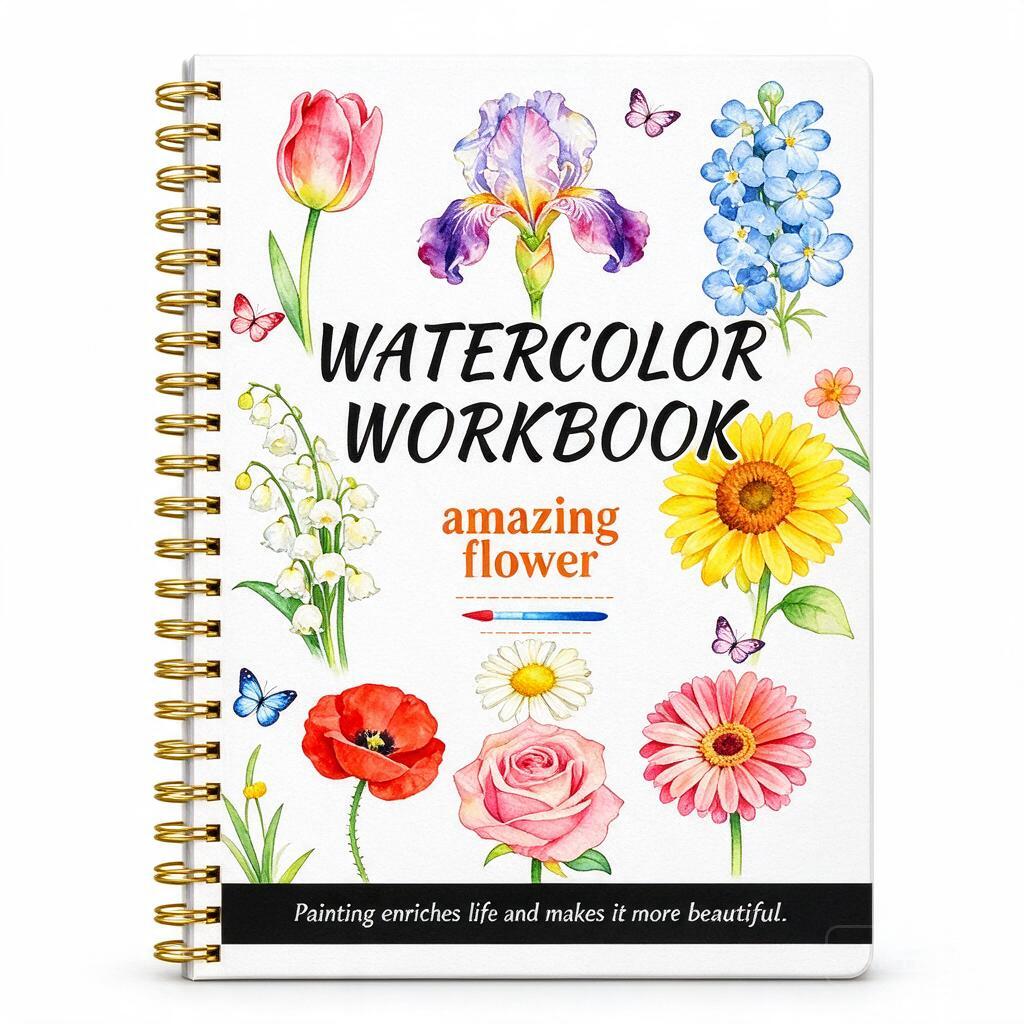 WATERCOLOR
WORKBOOK
amazing
flower
Painting enriches life and makes it more beautiful.